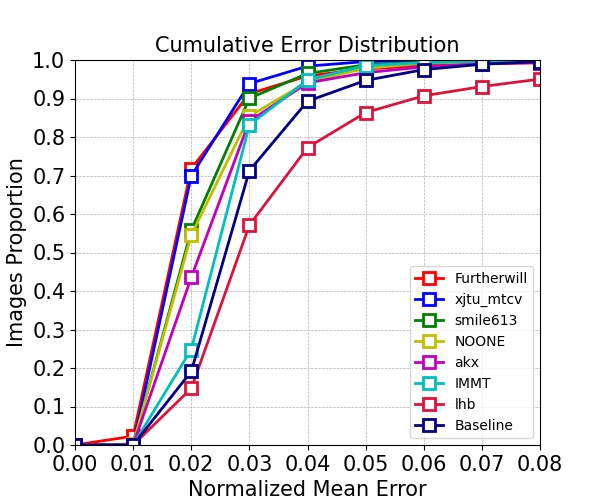 Cumulative Error Distribution
1.0
0.9
0.8
0.7
0.6
0.5
0.4
0.3
0.2
0.1
0.0
Images Proportion
Furtherwill
xjtu_mtcv
smile613
NOONE
akx
IMMT
lhb
Baseline
0.00 0.01 0.02 0.03 0.04 0.05 0.06 0.07 0.08
Normalized Mean Error